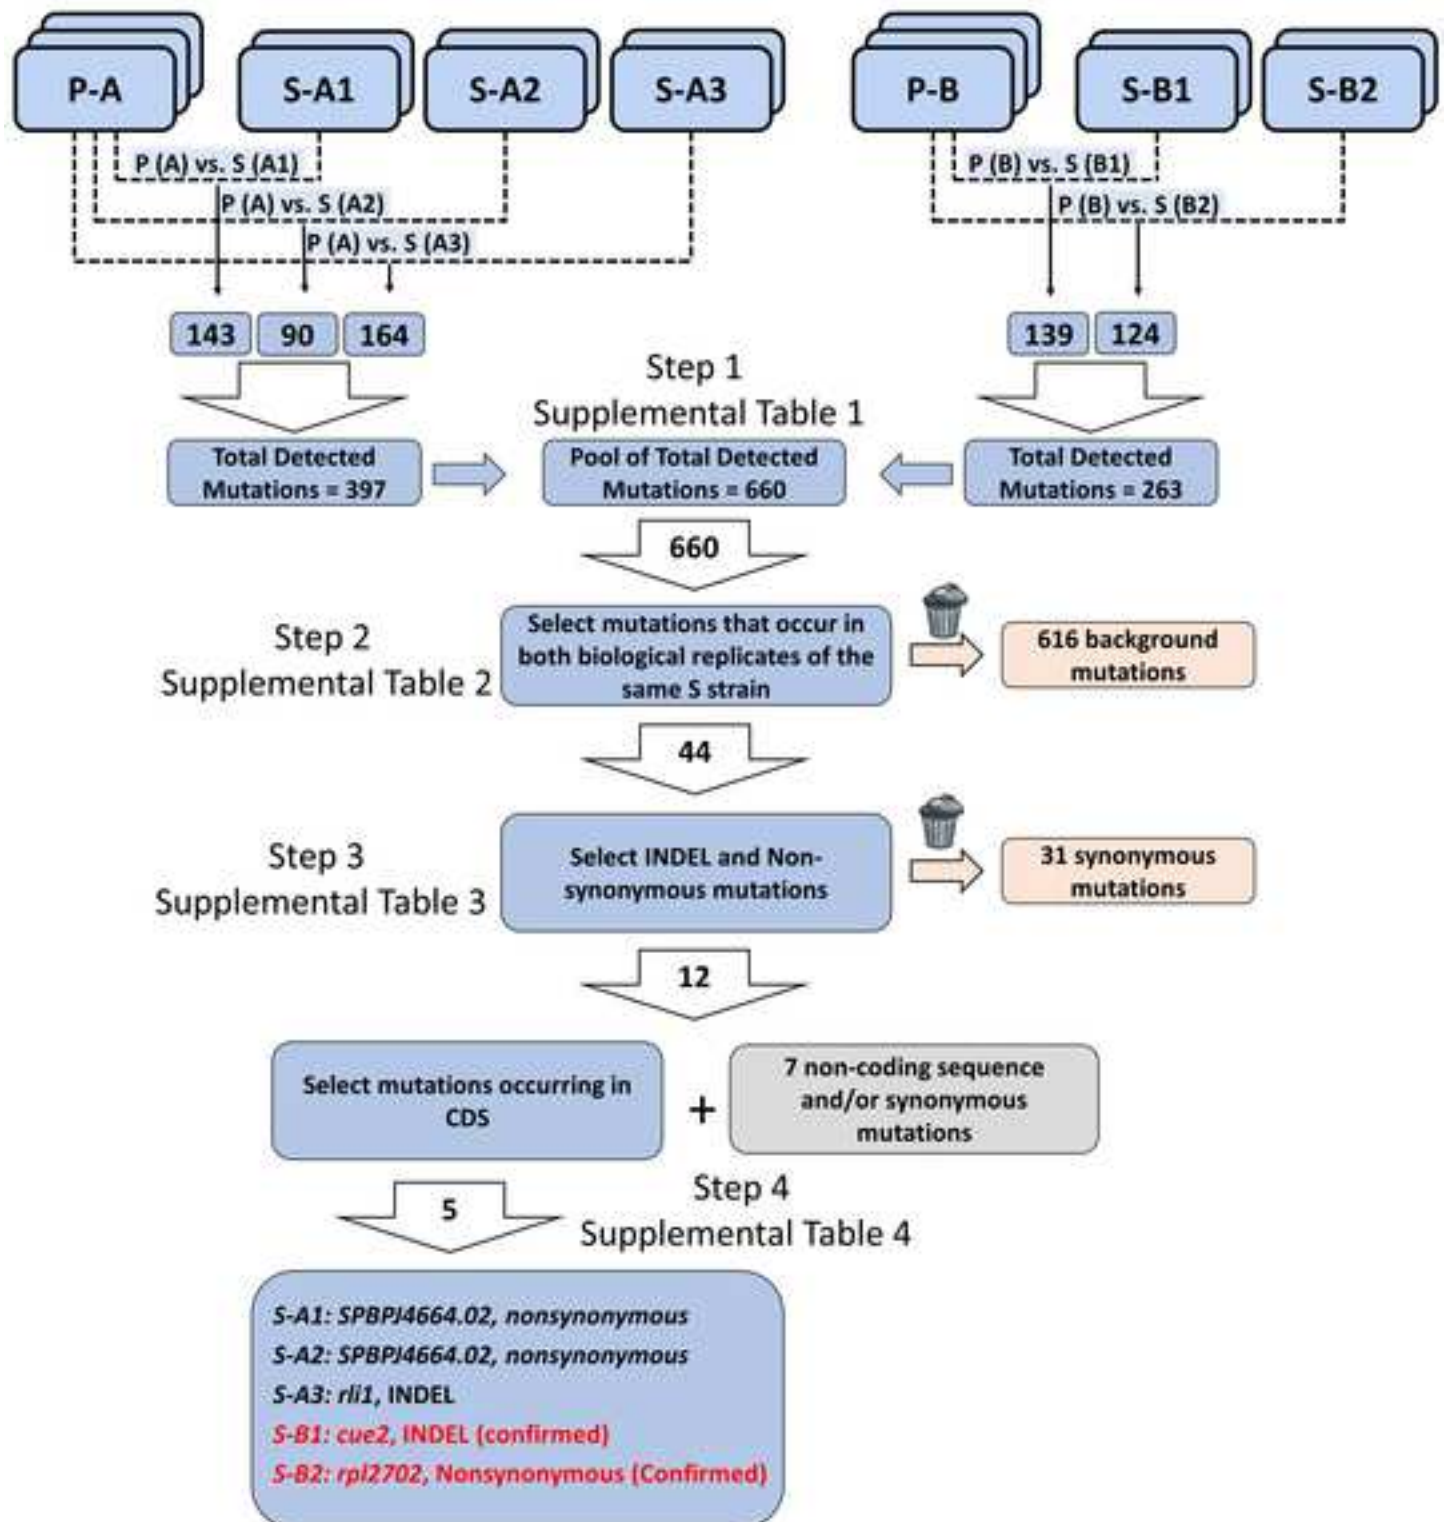 P-A
S-A1
S-A2
S-A3
P-B
S-B1
S-B2
P (A) vs. S (A1)
P (A) vs. S (A2)
P (A) vs. S (A3)
P (B) vs. S (B1)
P (B) vs. S (B2)
143
90
164
139
124
Step 1
Supplemental Table 1
Total Detected
Mutations = 397
Pool of Total Detected
Mutations = 660
Total Detected
Mutations = 263
660
Step 2
Supplemental Table 2
Select mutations that occur in
both biological replicates of the
same S strain
616 background
mutations
44
Step 3
Supplemental Table 3
Select INDEL and Non-
synonymous mutations
31 synonymous
mutations
12
Select mutations occurring in
CDS
+
7 non-coding sequence
and/or synonymous
mutations
5
Step 4
Supplemental Table 4
S-A1: SPBPJ4664.02, nonsynonymous
S-A2: SPBPJ4664.02, nonsynonymous
S-A3: rli1, INDEL
S-B1: cue2, INDEL (confirmed)
S-B2: rpl2702, Nonsynonymous (Confirmed)